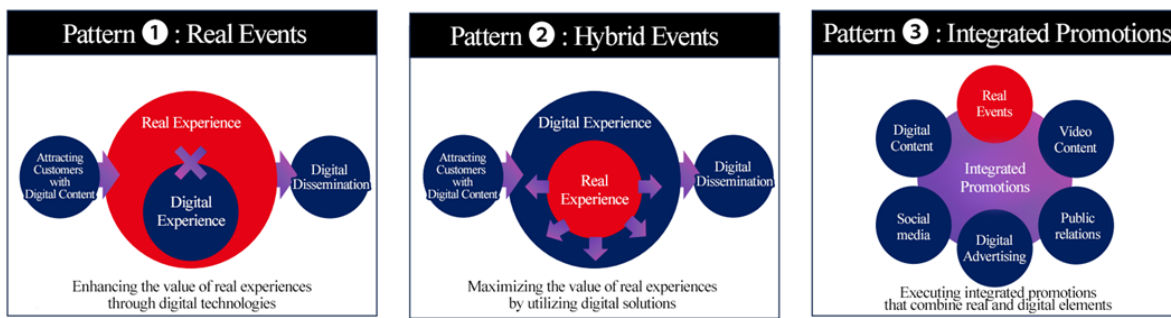 Pattern ❶ : Real Events
Real Experience
Attracting
Customers
with
Digital Content
Digital
Experience
Digital
Dissemination
Enhancing the value of real experiences
through digital technologies
Pattern ❷ : Hybrid Events
Digital Experience
Attracting
Customers
with
Digital Content
Real
Experience
Digital
Dissemination
Maximizing the value of real experiences
by utilizing digital solutions
Pattern ❸ : Integrated Promotions
Real
Events
Digital
Content
Video
Content
Integrated
Promotions
Social
media
Public
relations
Digital
Advertising
Executing integrated promotions
that combine real and digital elements